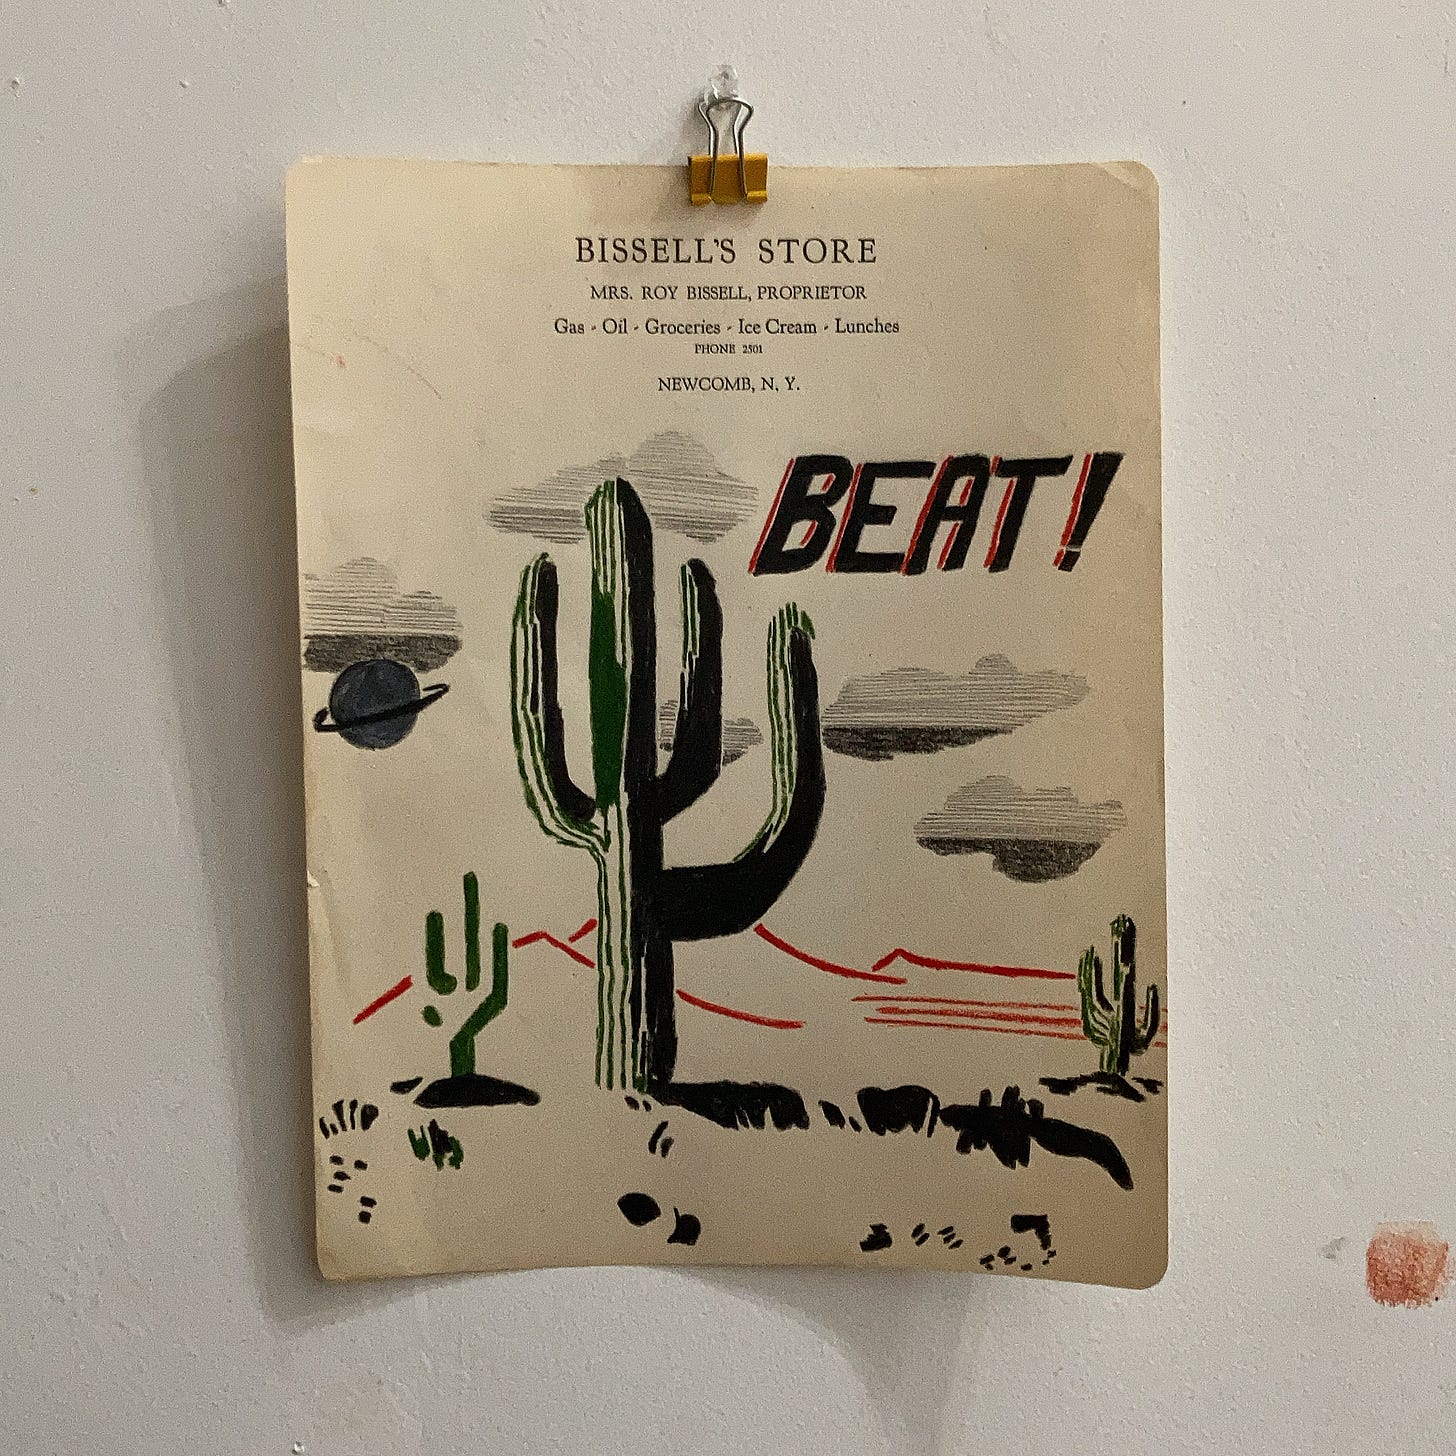 BISSELL'S STORE
MRS. ROY BISSELL, PROPRIETOR
Gas - Oil - Groceries - Ice Cream - Lunches
PHONE 2501
NEWCOMB, N. Y.
BEAT!